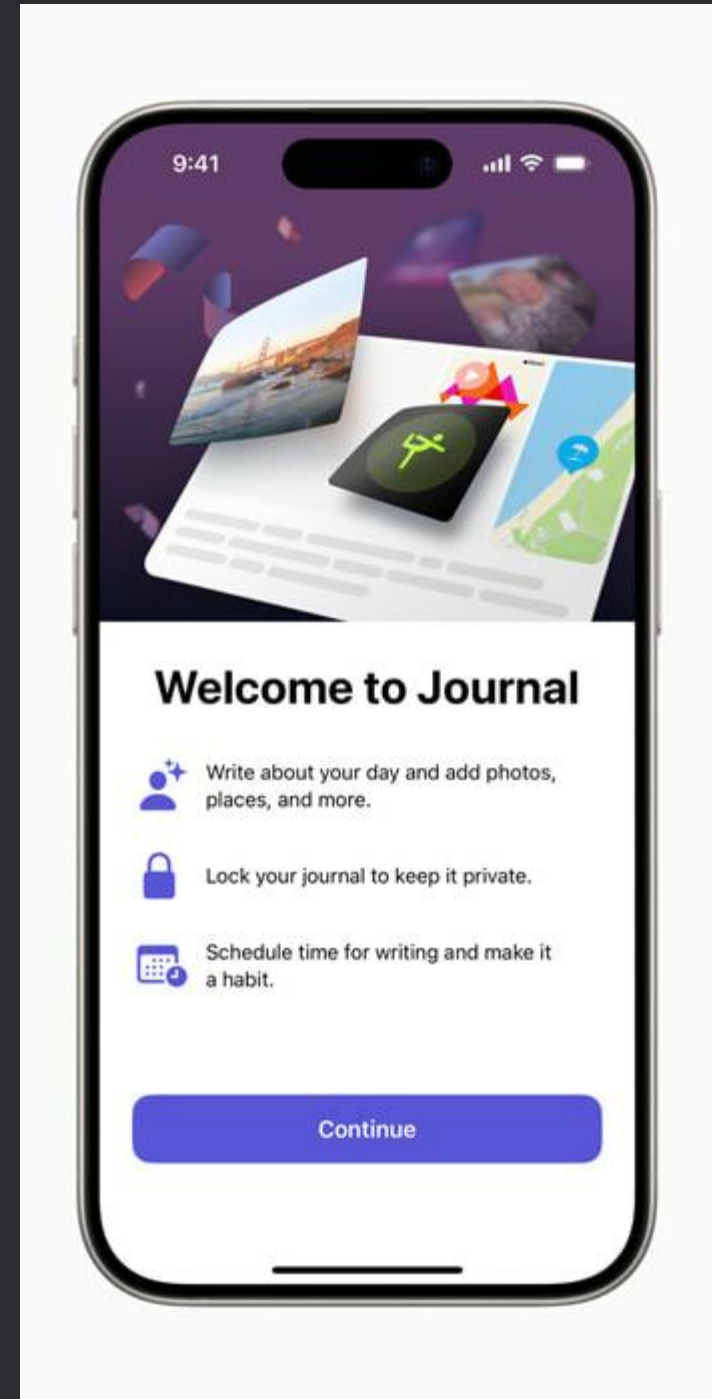 9:41
Welcome to Journal
Write about your day and add photos,
places, and more.
Lock your journal to keep it private.
Schedule time for writing and make it
a habit.
Continue